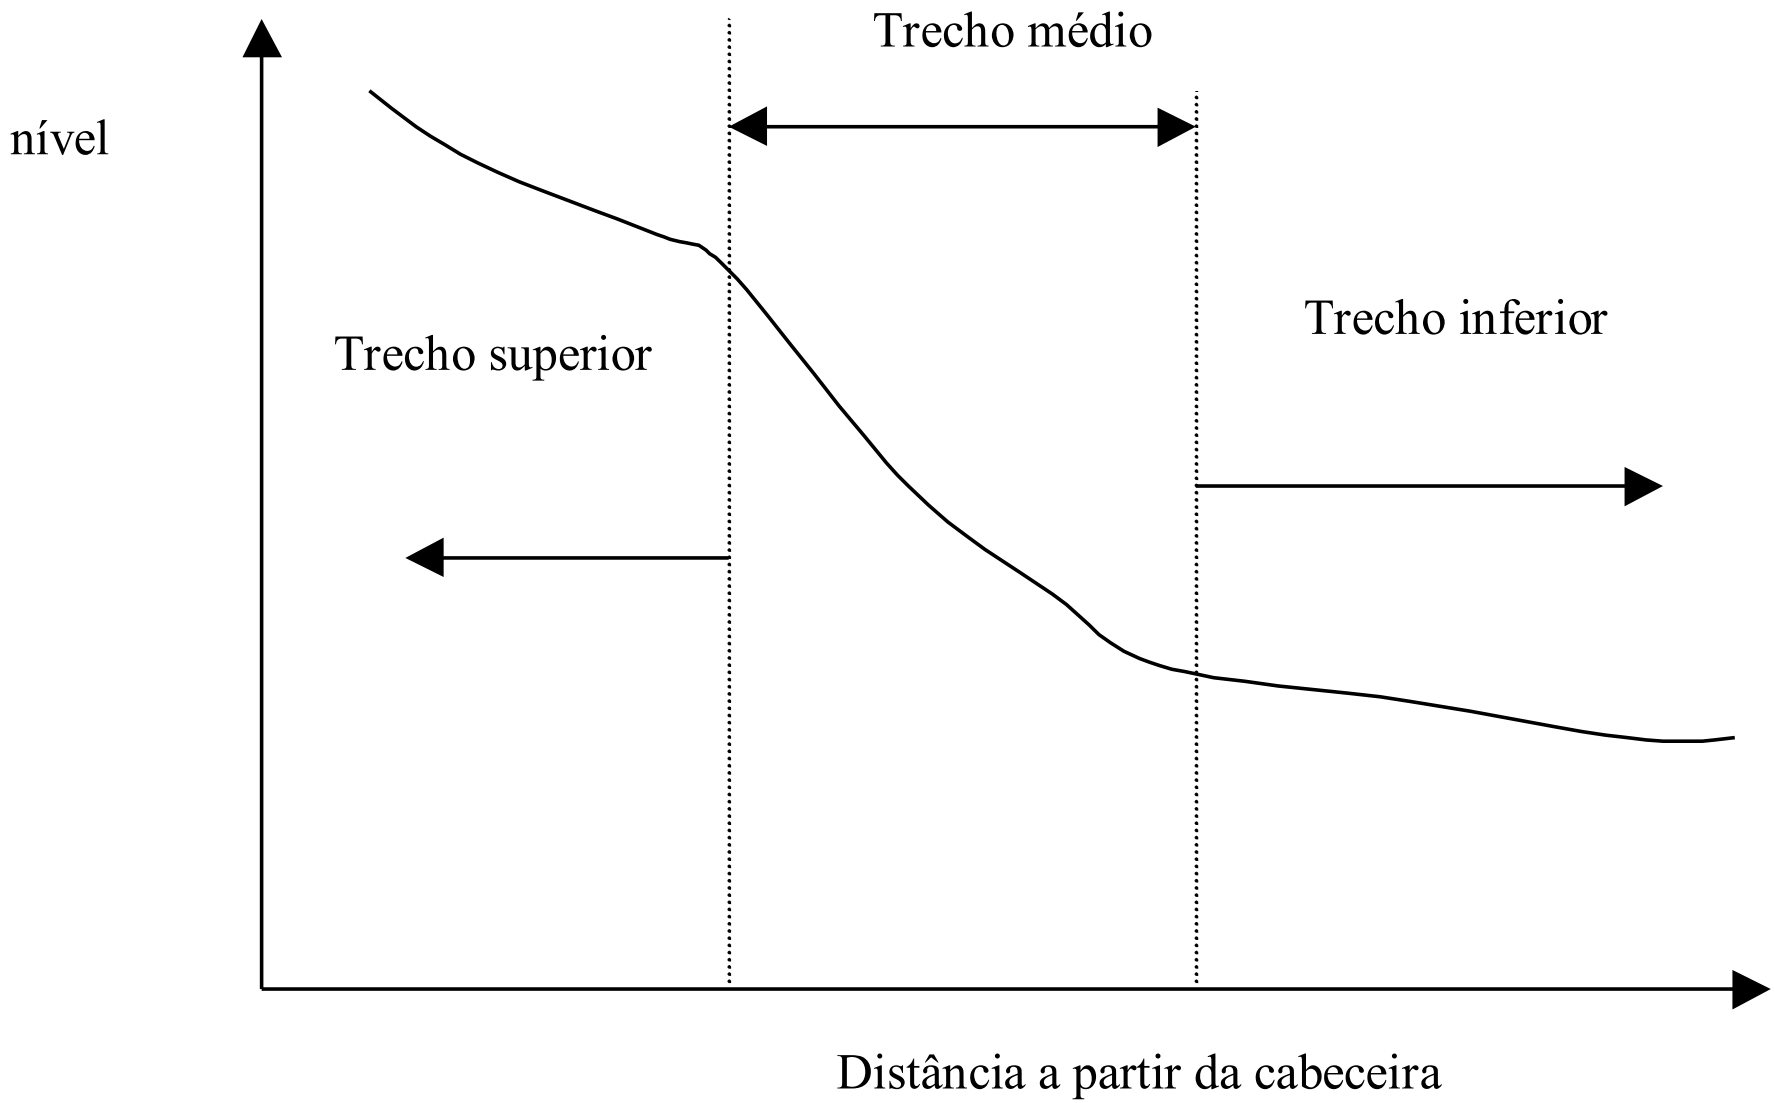 Trecho médio
nível
Trecho inferior
Trecho superior
Distância a partir da cabeceira